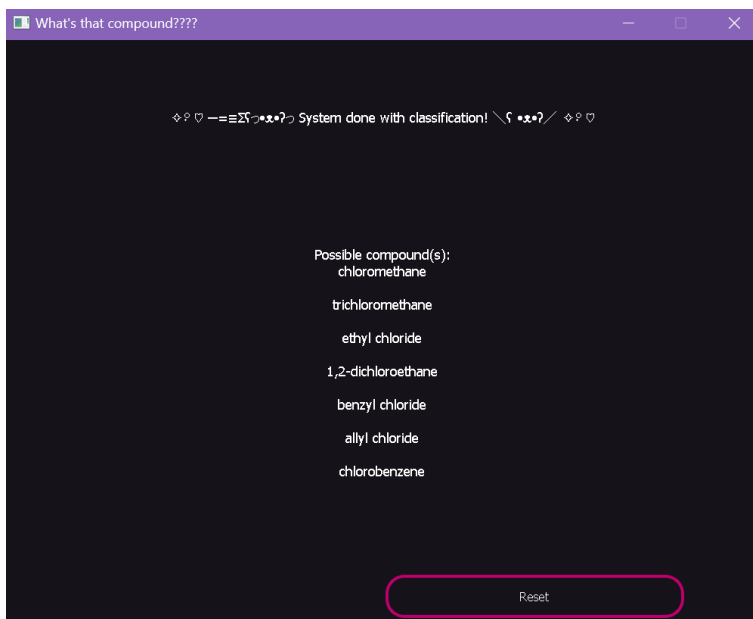 What's that compound????
✧♀♡ —=≡Σʕっ•ᴥ•ʔっ System done with classification! ＼ʕ •ᴥ•ʔ／ ✧♀♡
Possible compound(s):
chloromethane
trichloromethane
ethyl chloride
1,2-dichloroethane
benzyl chloride
allyl chloride
chlorobenzene
Reset